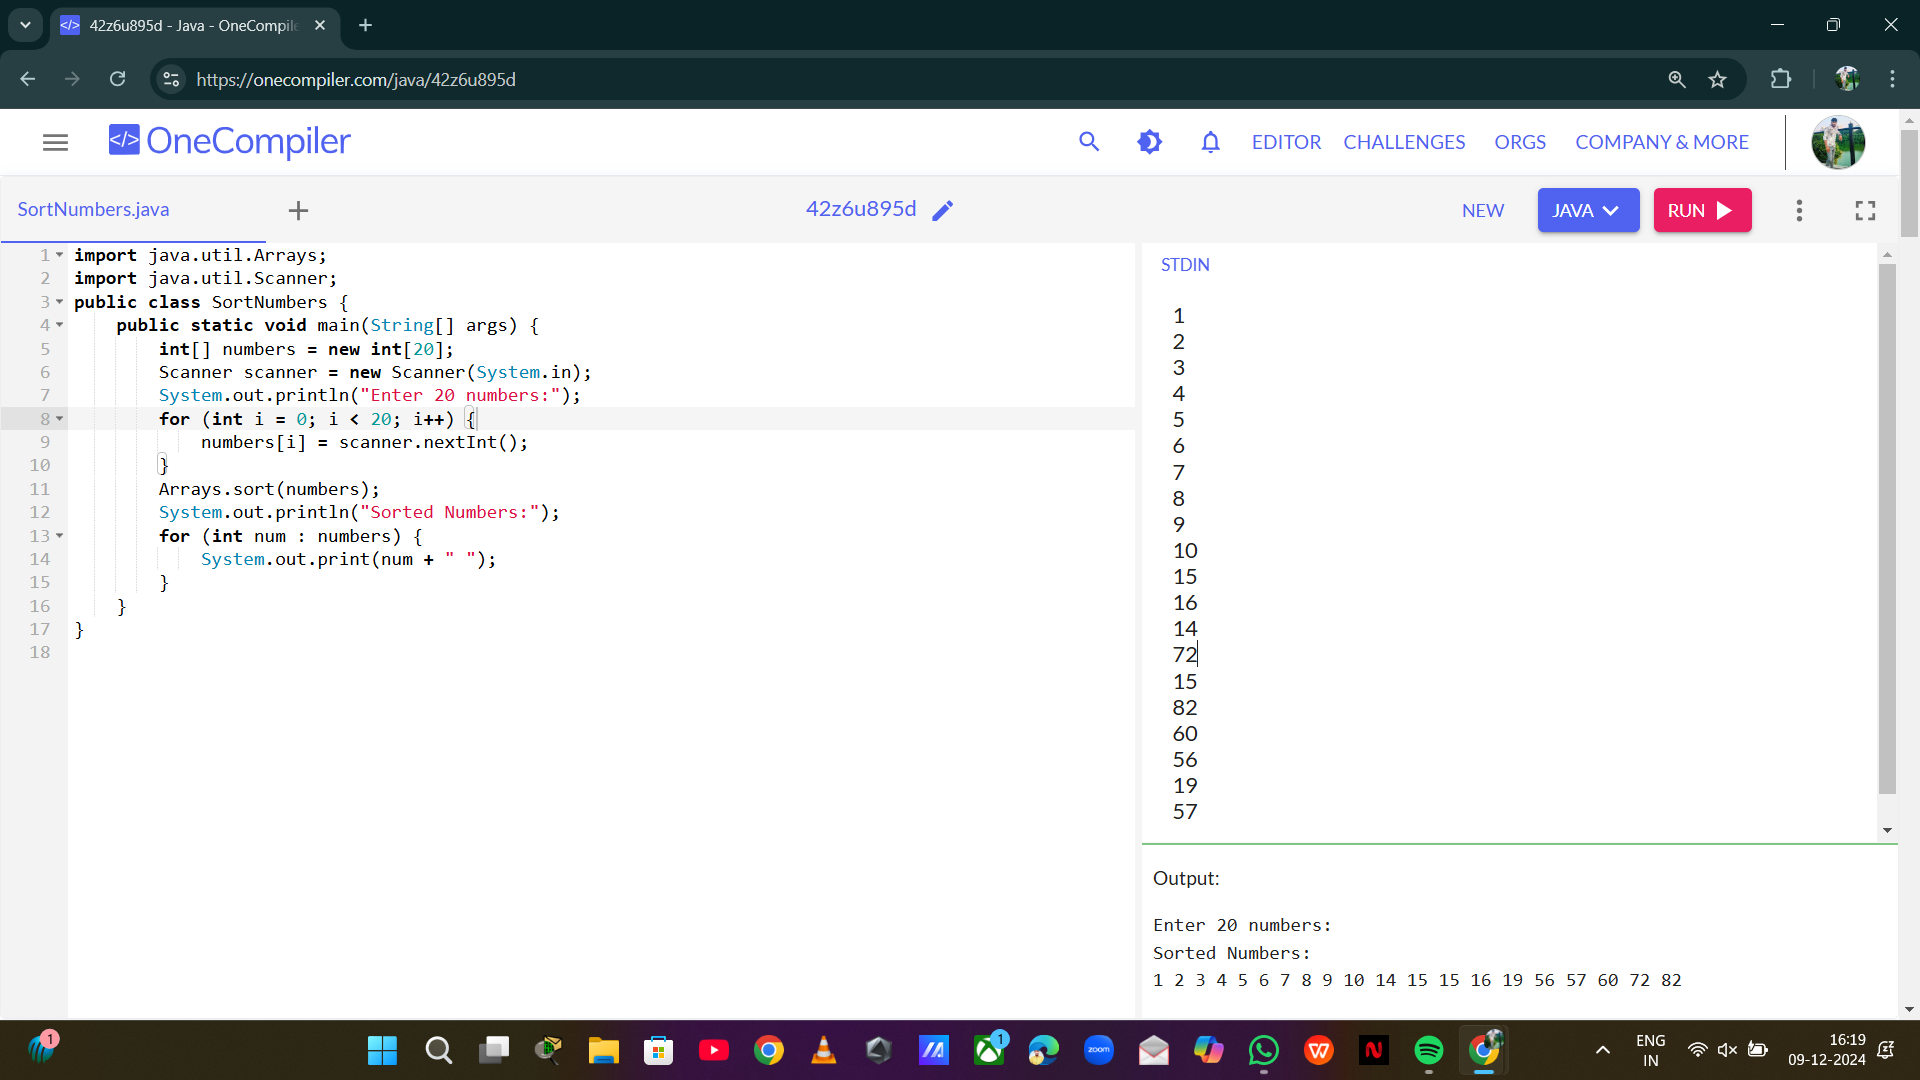 42z6u895d - Java - OneCompile
https://onecompiler.com/java/42z6u895d
</> OneCompiler
EDITOR
CHALLENGES
ORGS
COMPANY & MORE
SortNumbers.java
42z6u895d
NEW
JAVA
RUN
1 import java.util.Arrays;
2 import java.util.Scanner;
3 public class SortNumbers {
4 public static void main(String[] args) {
5 int[] numbers = new int[20];
6 Scanner scanner = new Scanner(System.in);
7 System.out.println("Enter 20 numbers:");
8 for (int i = 0; i < 20; i++) {
9 numbers[i] = scanner.nextInt();
10 }
11 Arrays.sort(numbers);
12 System.out.println("Sorted Numbers:");
13 for (int num : numbers) {
14 System.out.print(num + " ");
15 }
16 }
17 }
18
STDIN
1
2
3
4
5
6
7
8
9
10
15
16
14
72
15
82
60
56
19
57
Output:
Enter 20 numbers:
Sorted Numbers:
1 2 3 4 5 6 7 8 9 10 14 15 15 16 19 56 57 60 72 82
1
1
zoom
W
N
ENG
IN
16:19
09-12-2024